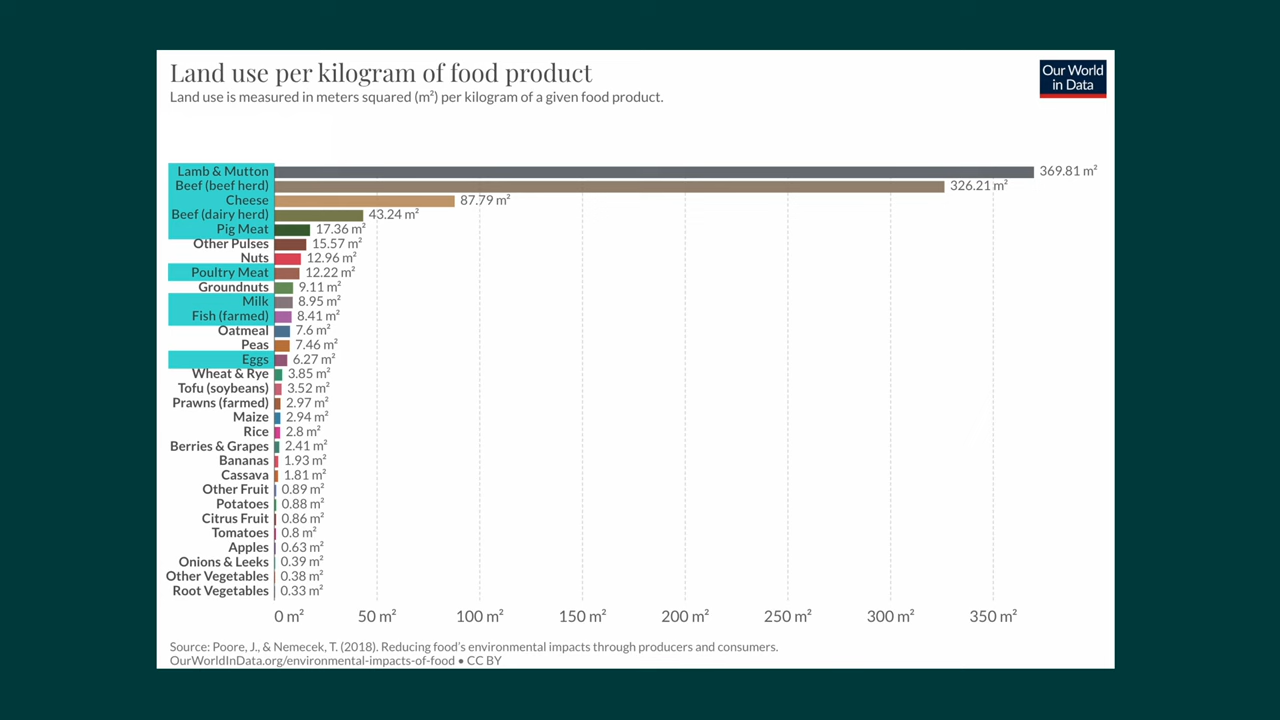 Land use per kilogram of food product
Land use is measured in meters squared (m²) per kilogram of a given food product.
Our World
in Data
Lamb & Mutton 369.81 m²
Beef (beef herd) 326.21 m²
Cheese 87.79 m²
Beef (dairy herd) 43.24 m²
Pig Meat 17.36 m²
Other Pulses 15.57 m²
Nuts 12.96 m²
Poultry Meat 12.22 m²
Groundnuts 9.11 m²
Milk 8.95 m²
Fish (farmed) 8.41 m²
Oatmeal 7.6 m²
Peas 7.46 m²
Eggs 6.27 m²
Wheat & Rye 3.85 m²
Tofu (soybeans) 3.52 m²
Prawns (farmed) 2.97 m²
Maize 2.94 m²
Rice 2.8 m²
Berries & Grapes 2.41 m²
Bananas 1.93 m²
Cassava 1.81 m²
Other Fruit 0.89 m²
Potatoes 0.88 m²
Citrus Fruit 0.86 m²
Tomatoes 0.8 m²
Apples 0.63 m²
Onions & Leeks 0.39 m²
Other Vegetables 0.38 m²
Root Vegetables 0.33 m²
0 m² 50 m² 100 m² 150 m² 200 m² 250 m² 300 m² 350 m²
Source: Poore, J., & Nemecek, T. (2018). Reducing food's environmental impacts through producers and consumers.
OurWorldInData.org/environmental-impacts-of-food • CC BY